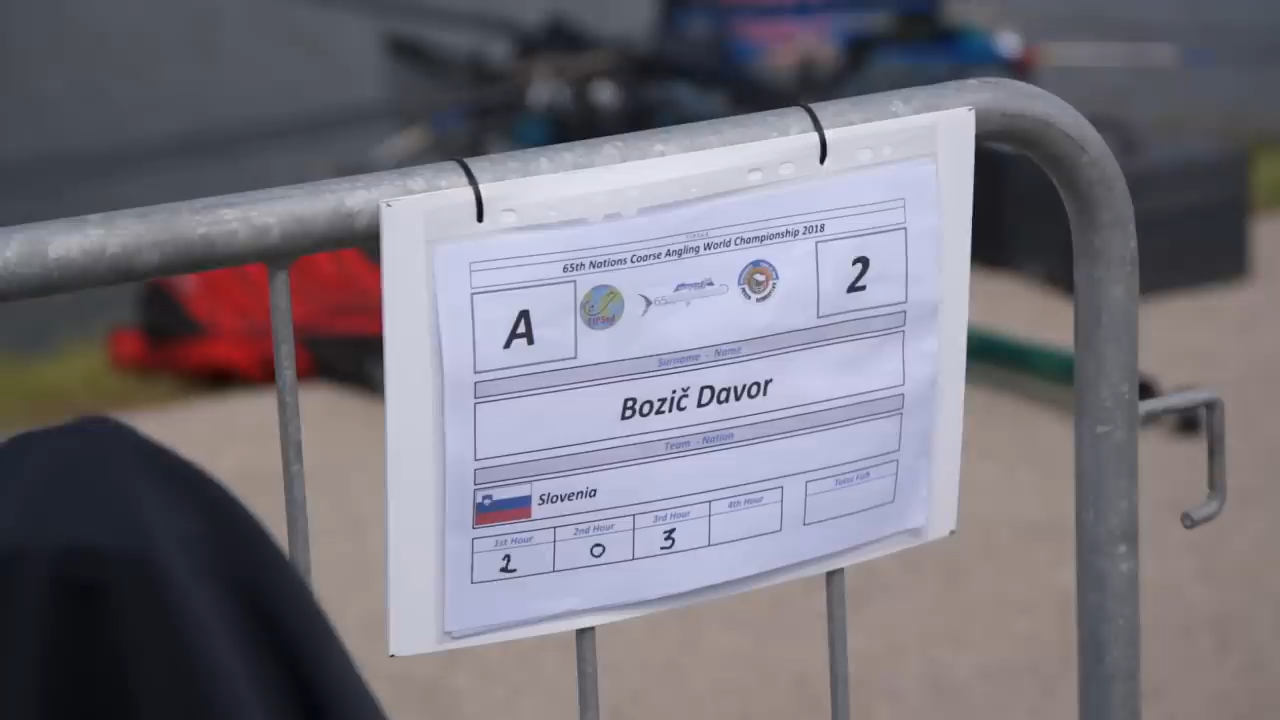 65th Nations Coarse Angling World Championship 2018
A
2
Surname - Name
Bozič Davor
Team - Nation
Slovenia
1st Hour 2nd Hour 3rd Hour 4th Hour Total Fish
2 0 3